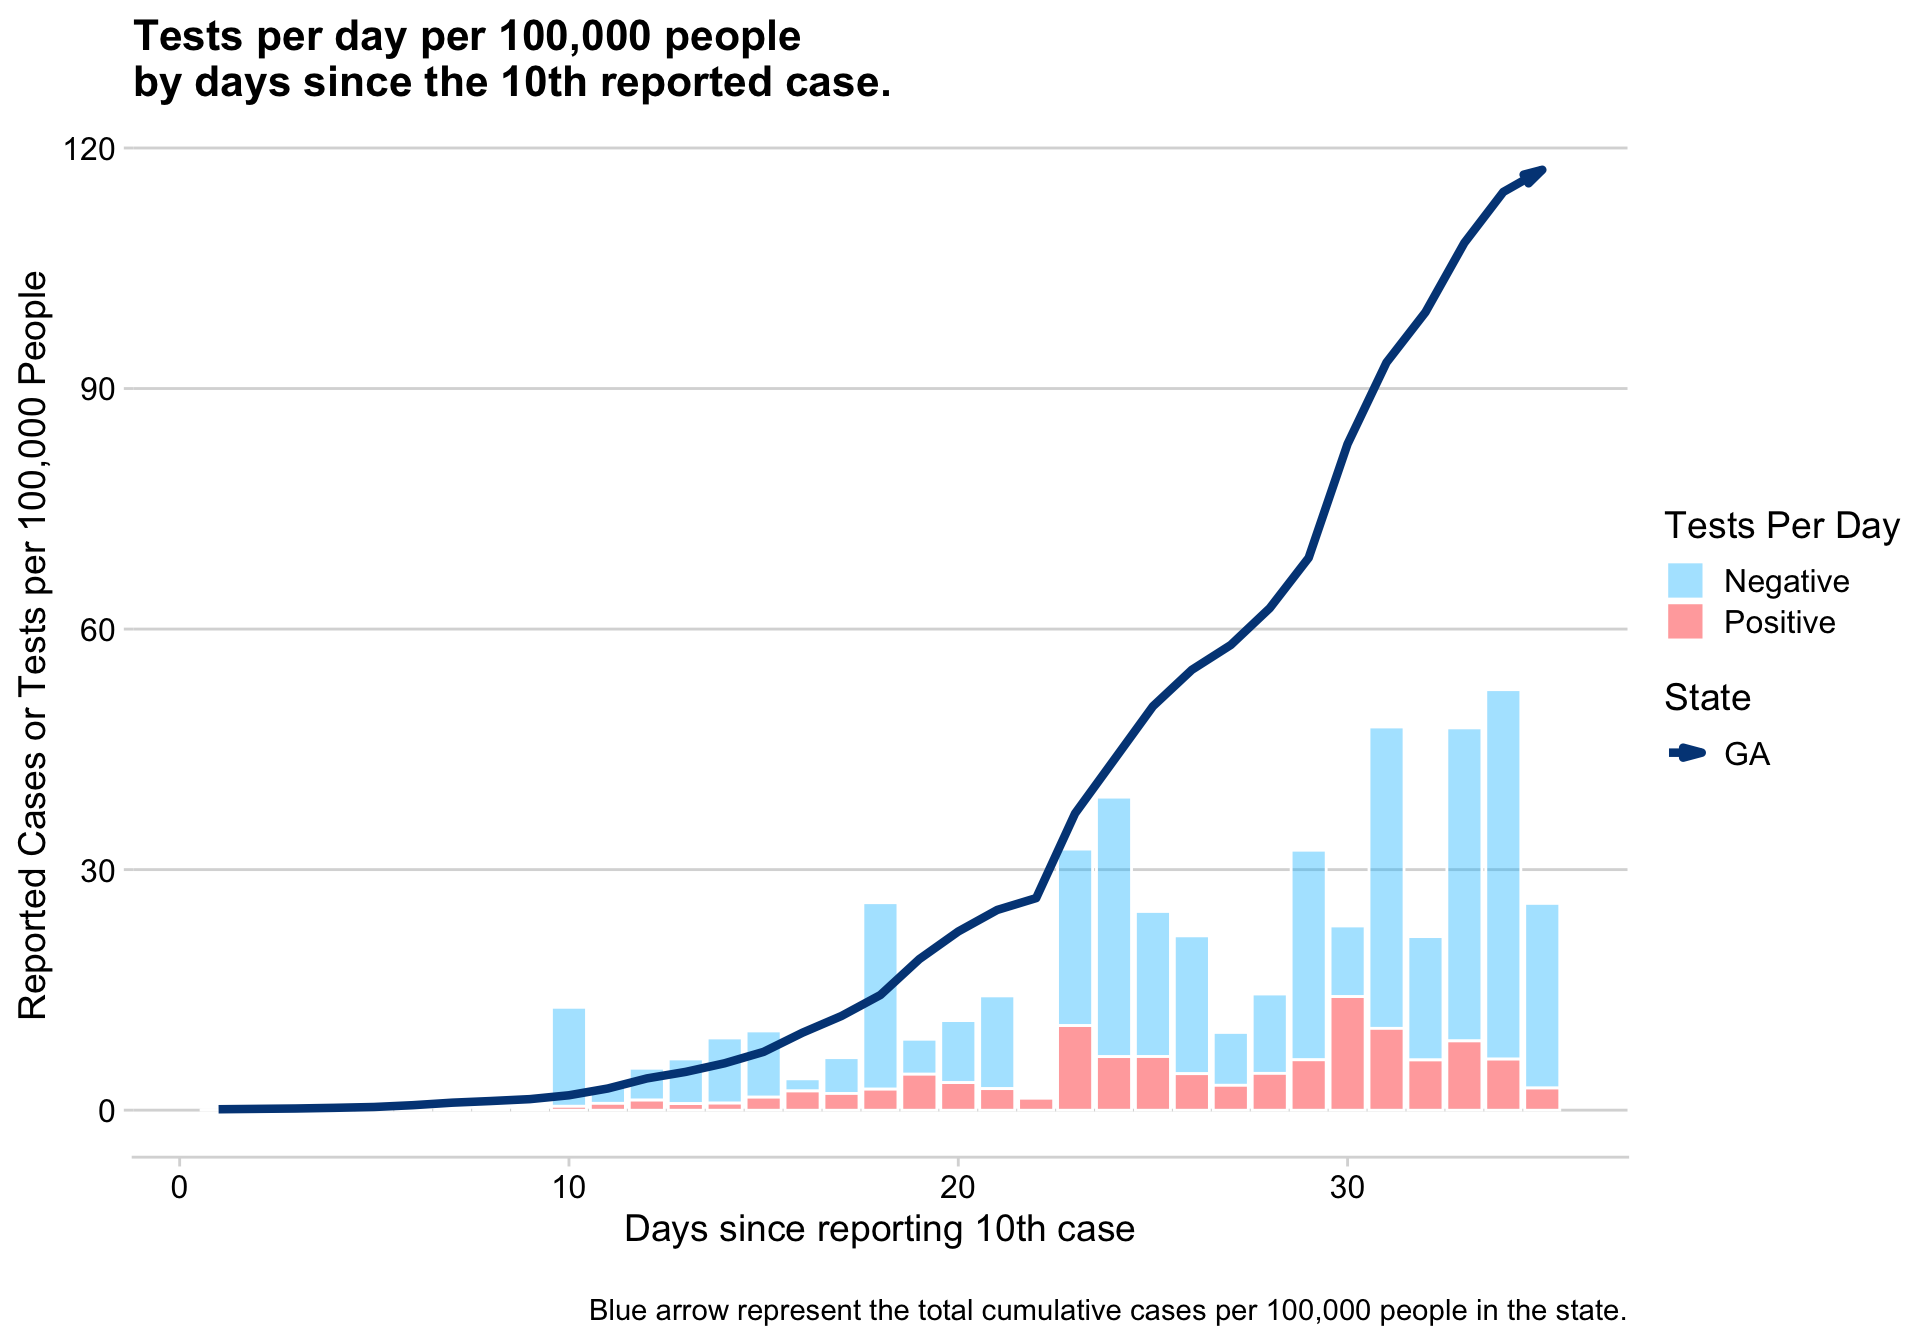 Tests per day per 100,000 people
by days since the 10th reported case.
Reported Cases or Tests per 100,000 People
120
90
60
30
0
0
10
20
30
Days since reporting 10th case
Tests Per Day
Negative
Positive
State
GA
Blue arrow represent the total cumulative cases per 100,000 people in the state.